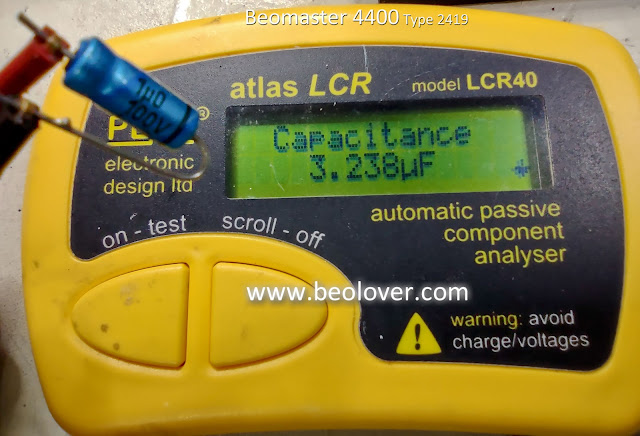 Beomaster 4400 Type 2419
atlas LCR model LCR40
1µ0
100V
®
electronic
design ltd
Capacitance
3.238µF
on - test scroll - off
automatic passive
component
analyser
www.beolover.com
warning: avoid
charge/voltages